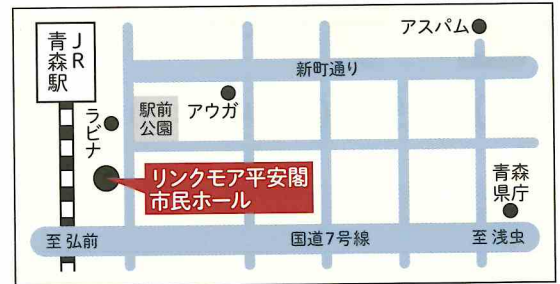 アスパム
JR
青森駅
新町通り
駅前
公園
アウガ
ラビナ
リンクモア平安閣
市民ホール
青森
県庁
至 弘前
国道7号線
至 浅虫